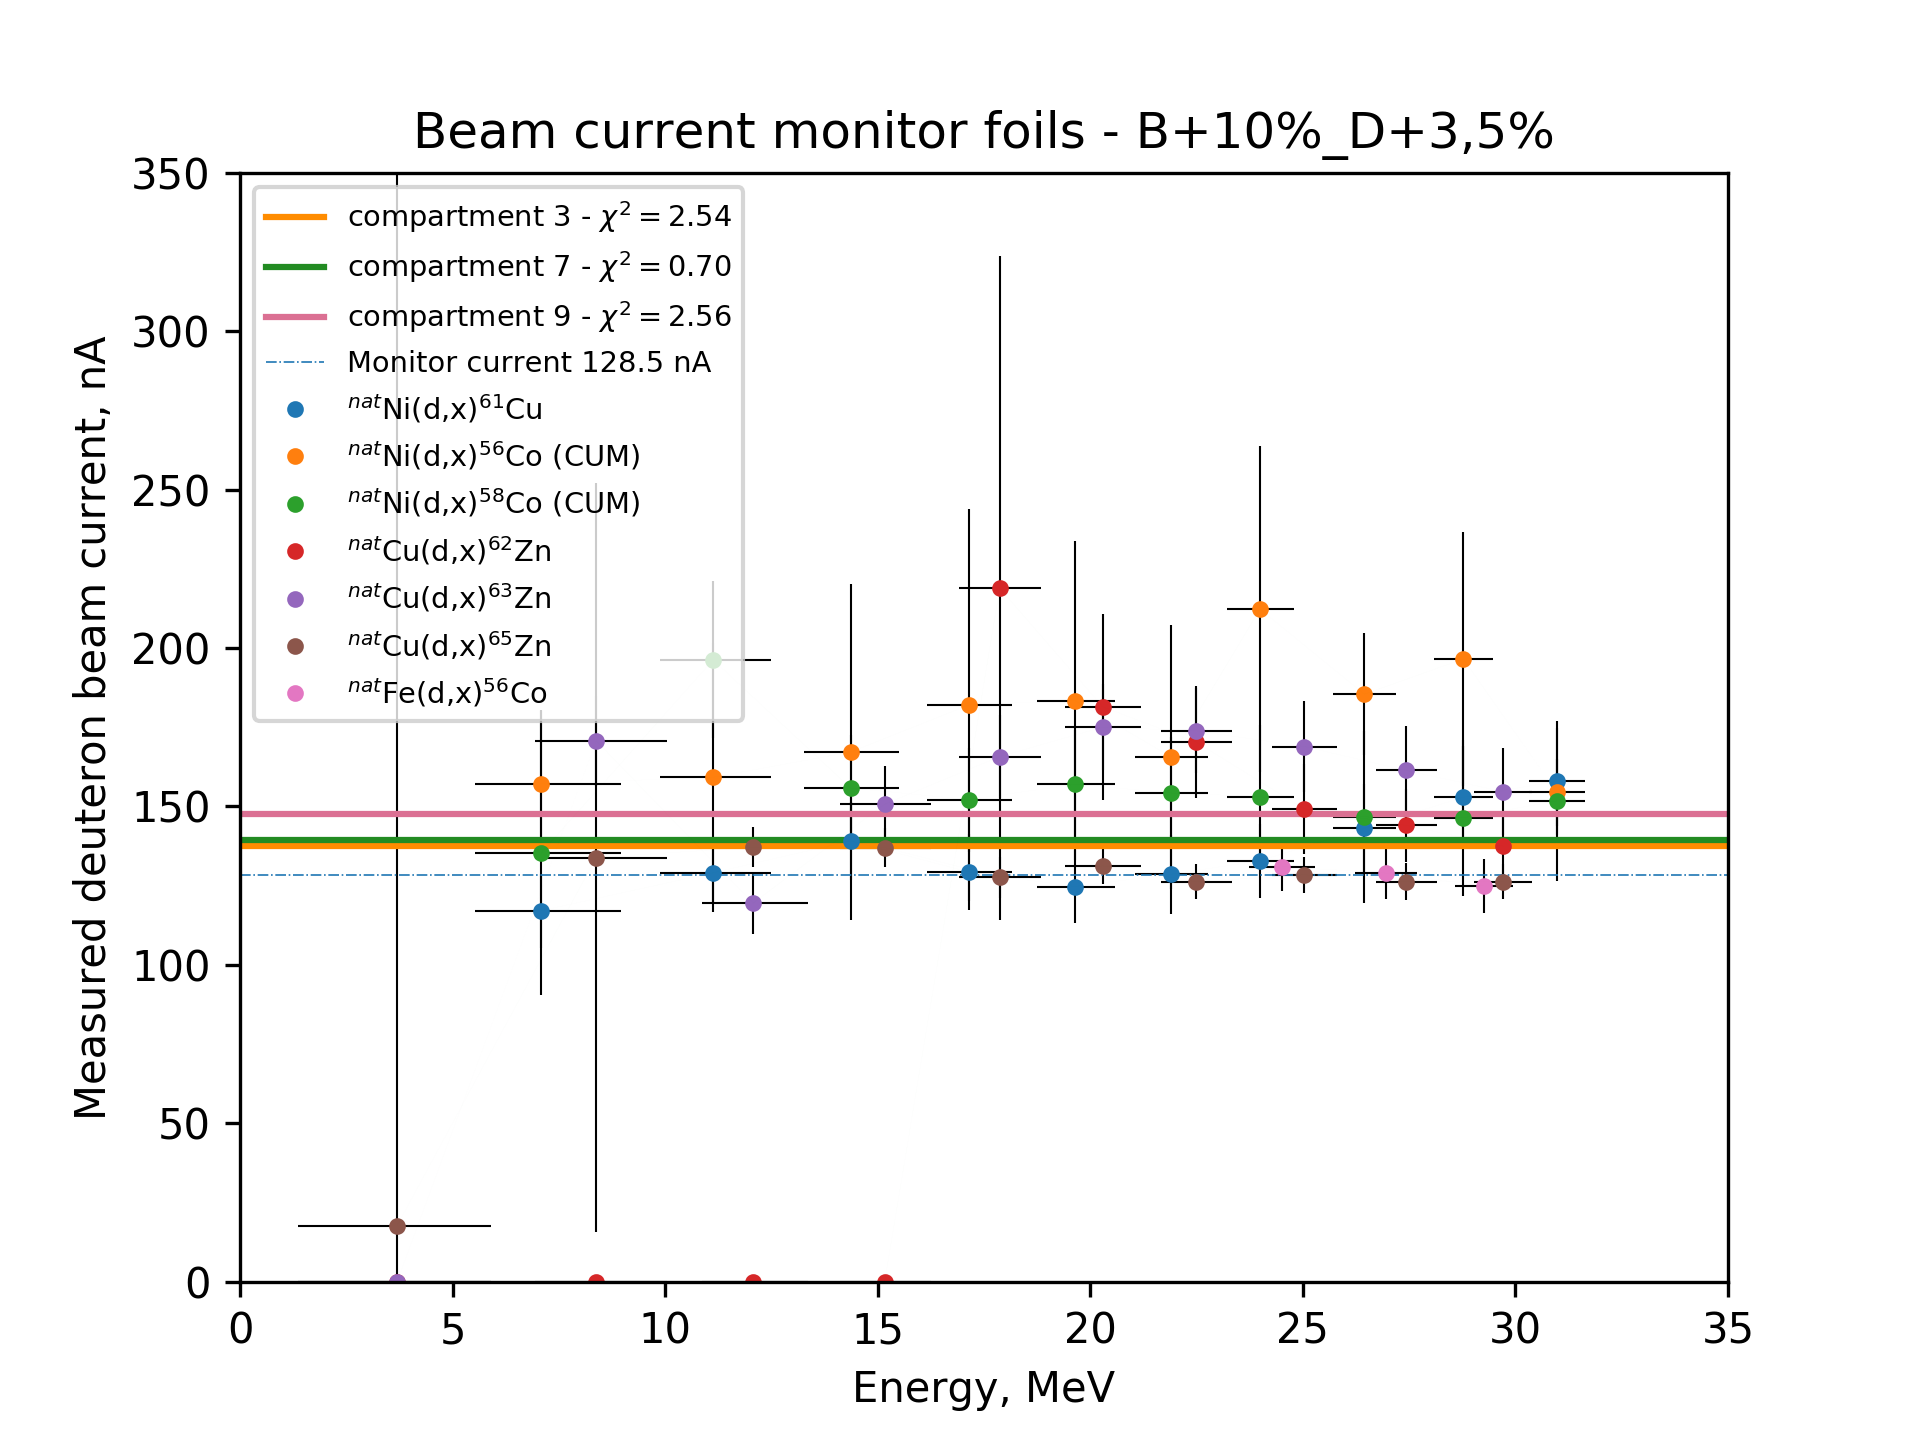 Beam current monitor foils - B+10%_D+3,5%
350
300
250
200
150
100
50
0
Measured deuteron beam current, nA
compartment 3 - χ² = 2.54
compartment 7 - χ² = 0.70
compartment 9 - χ² = 2.56
Monitor current 128.5 nA
ⁿᵃᵗNi(d,x)⁶¹Cu
ⁿᵃᵗNi(d,x)⁵⁶Co (CUM)
ⁿᵃᵗNi(d,x)⁵⁸Co (CUM)
ⁿᵃᵗCu(d,x)⁶²Zn
ⁿᵃᵗCu(d,x)⁶³Zn
ⁿᵃᵗCu(d,x)⁶⁵Zn
ⁿᵃᵗFe(d,x)⁵⁶Co
0 5 10 15 20 25 30 35
Energy, MeV